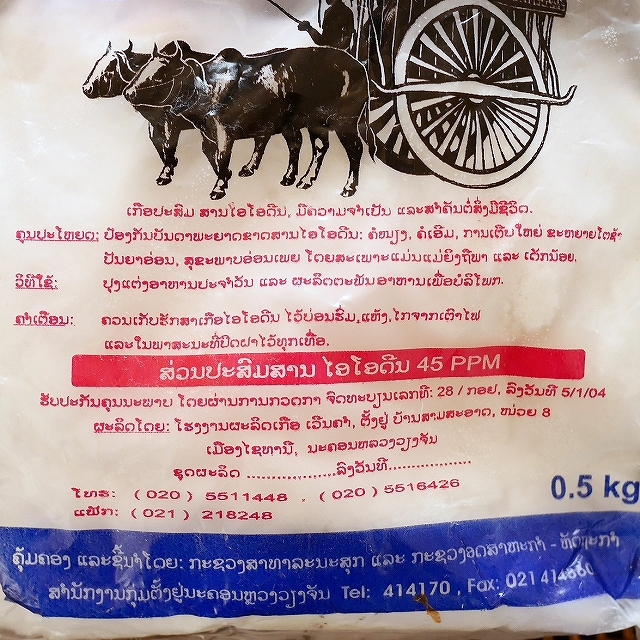 ເກືອປະສົມ ສານໄອໂອດີນ, ມີຄວາມຈຳເປັນ ແລະສຳຄັນຕໍ່ສິ່ງມີຊີວິດ.
ຄຸນປະໂຫຍດ: ປ້ອງກັນບັນດາພະຍາດຂາດສານໄອໂອດີນ: ຄໍໜຽງ, ຄໍເອິມ, ການເຕີບໃຫຍ່ ຂະຫຍາຍໂຕຊ້າ
ປັນຍາອ່ອນ, ສຸຂະພາບອ່ອນເພຍ ໂດຍສະເພາະແມ່ນແມ່ຍິງຖືພາ ແລະ ເດັກນ້ອຍ.
ວິທີໃຊ້: ປຸງແຕ່ງອາຫານປະຈຳວັນ ແລະ ຜະລິດຕະພັນອາຫານເພື່ອບໍລິໂພກ.
ຄຳເຕືອນ: ຄວນເກັບຮັກສາເກືອໄອໂອດີນ ໄວ້ບ່ອນຮົ່ມ,ແຫ້ງ,ໄກຈາກເຕົາໄຟ
ແລະໃນພາສະນະທີ່ປິດຝາໄວ້ທຸກເທື່ອ.
ສ່ວນປະສົມສານ ໄອໂອດີນ 45 PPM
ຮັບປະກັນຄຸນນະພາບ ໂດຍຜ່ານການກວດກາ ຈົດທະບຽນເລກທີ: 28 / ກອຢ, ລົງວັນທີ 5/1/04
ຜະລິດໂດຍ: ໂຮງງານຜະລິດເກືອ ເວີນຄຳ, ຕັ້ງຢູ່ ບ້ານສາມສະອາດ, ໜ່ວຍ 8
ເມືອງໄຊທານີ, ນະຄອນຫລວງວຽງຈັນ
ຊຸດຜະລິດ ....................ລົງວັນທີ..................
ໂທຣ: (020) 5511448 , (020) 5516426
ແຟັກ: (021) 218248
0.5 kg
ຄຸ້ມຄອງ ແລະຊີ້ນຳໂດຍ: ກະຊວງສາທາລະນະສຸກ ແລະ ກະຊວງອຸດສາຫະກຳ - ຫັດຖະກຳ
ສຳນັກງານກຸ່ມຕັ້ງຢູ່ນະຄອນຫຼວງວຽງຈັນ Tel: 414170 , Fax: 021